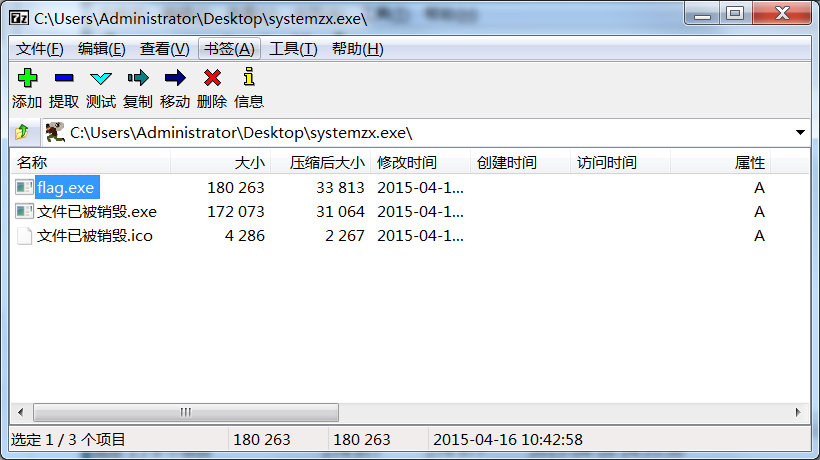 C:\Users\Administrator\Desktop\systemzx.exe\
文件(F) 编辑(E) 查看(V) 书签(A) 工具(T) 帮助(H)
添加 提取 测试 复制 移动 删除 信息
C:\Users\Administrator\Desktop\systemzx.exe\
名称 大小 压缩后大小 修改时间 创建时间 访问时间 属性
flag.exe 180 263 33 813 2015-04-1... A
文件已被销毁.exe 172 073 31 064 2015-04-1... A
文件已被销毁.ico 4 286 2 267 2015-04-1... A
选定 1 / 3 个项目 180 263 180 263 2015-04-16 10:42:58